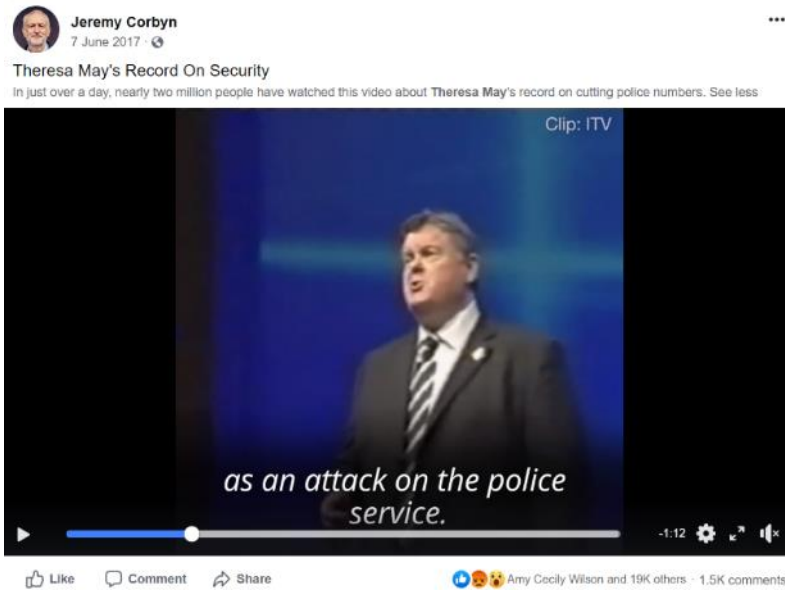 Jeremy Corbyn
7 June 2017 ·
Theresa May's Record On Security
In just over a day, nearly two million people have watched this video about Theresa May's record on cutting police numbers. See less
Clip: ITV
as an attack on the police
service.
-1:12
Like Comment Share Amy Cecily Wilson and 19K others · 1.5K comments